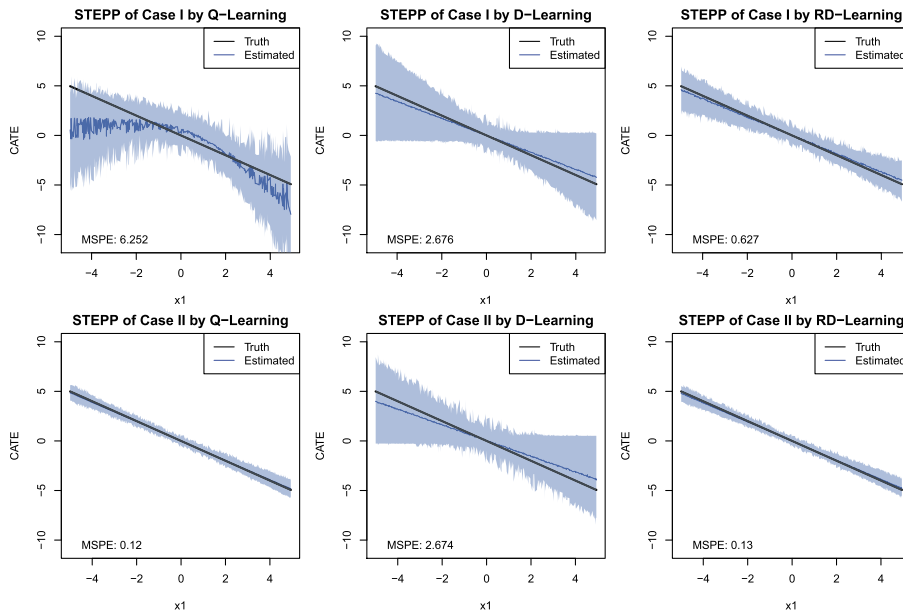 STEPP of Case I by Q−Learning
Truth
Estimated
CATE
10
5
0
−5
−10
MSPE: 6.252
−4 −2 0 2 4
x1
STEPP of Case I by D−Learning
Truth
Estimated
CATE
10
5
0
−5
−10
MSPE: 2.676
−4 −2 0 2 4
x1
STEPP of Case I by RD−Learning
Truth
Estimated
CATE
10
5
0
−5
−10
MSPE: 0.627
−4 −2 0 2 4
x1
STEPP of Case II by Q−Learning
Truth
Estimated
CATE
10
5
0
−5
−10
MSPE: 0.12
−4 −2 0 2 4
x1
STEPP of Case II by D−Learning
Truth
Estimated
CATE
10
5
0
−5
−10
MSPE: 2.674
−4 −2 0 2 4
x1
STEPP of Case II by RD−Learning
Truth
Estimated
CATE
10
5
0
−5
−10
MSPE: 0.13
−4 −2 0 2 4
x1